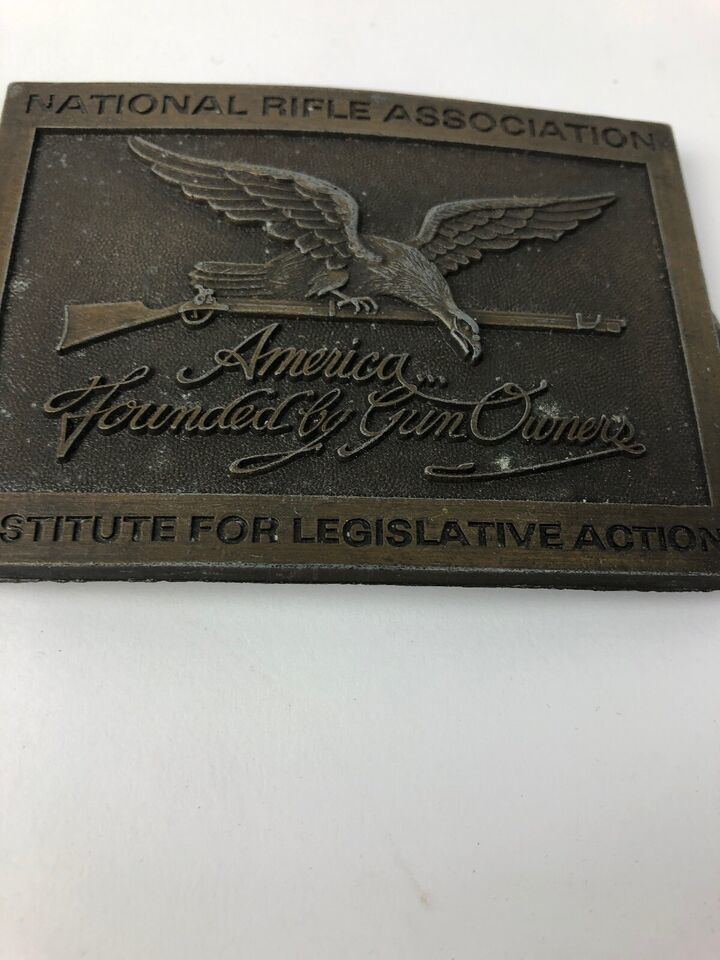 NATIONAL RIFLE ASSOCIATION
America...
Founded by Gun Owners
STITUTE FOR LEGISLATIVE ACTION